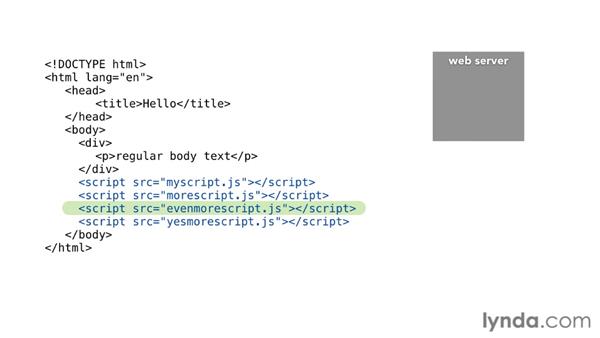 <!DOCTYPE html>
<html lang="en">
<head>
<title>Hello</title>
</head>
<body>
<div>
<p>regular body text</p>
</div>
<script src="myscript.js"></script>
<script src="morescript.js"></script>
<script src="evenmorescript.js"></script>
<script src="yesmorescript.js"></script>
</body>
</html>
web server
lynda.com